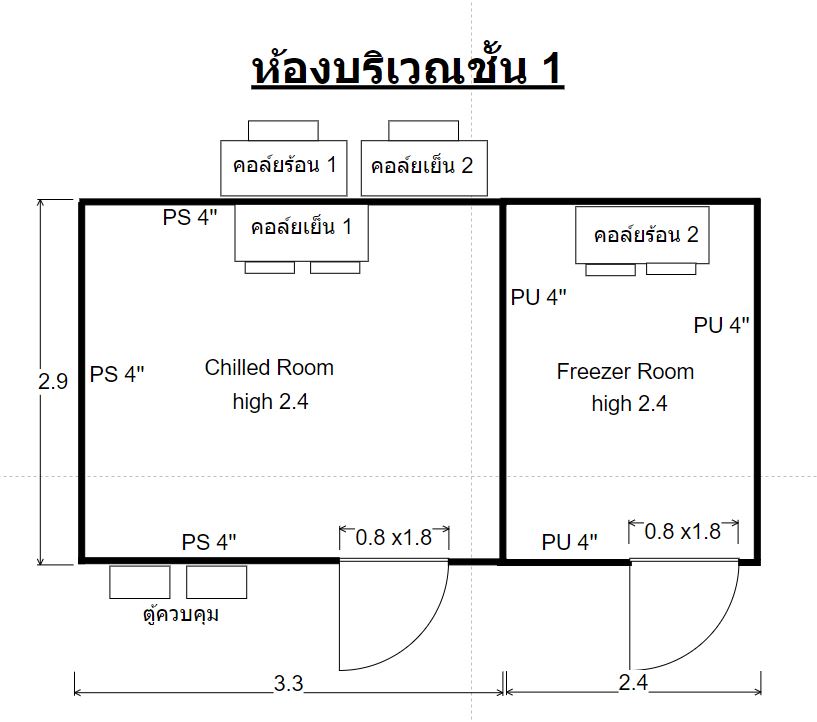 ห้องบริเวณชั้น 1
คอล์ยร้อน 1
คอล์ยเย็น 2
PS 4"
คอล์ยเย็น 1
คอล์ยร้อน 2
PU 4"
PU 4"
2.9
PS 4"
Chilled Room
high 2.4
Freezer Room
high 2.4
PS 4"
0.8 x1.8
PU 4"
0.8 x1.8
ตู้ควบคุม
3.3
2.4